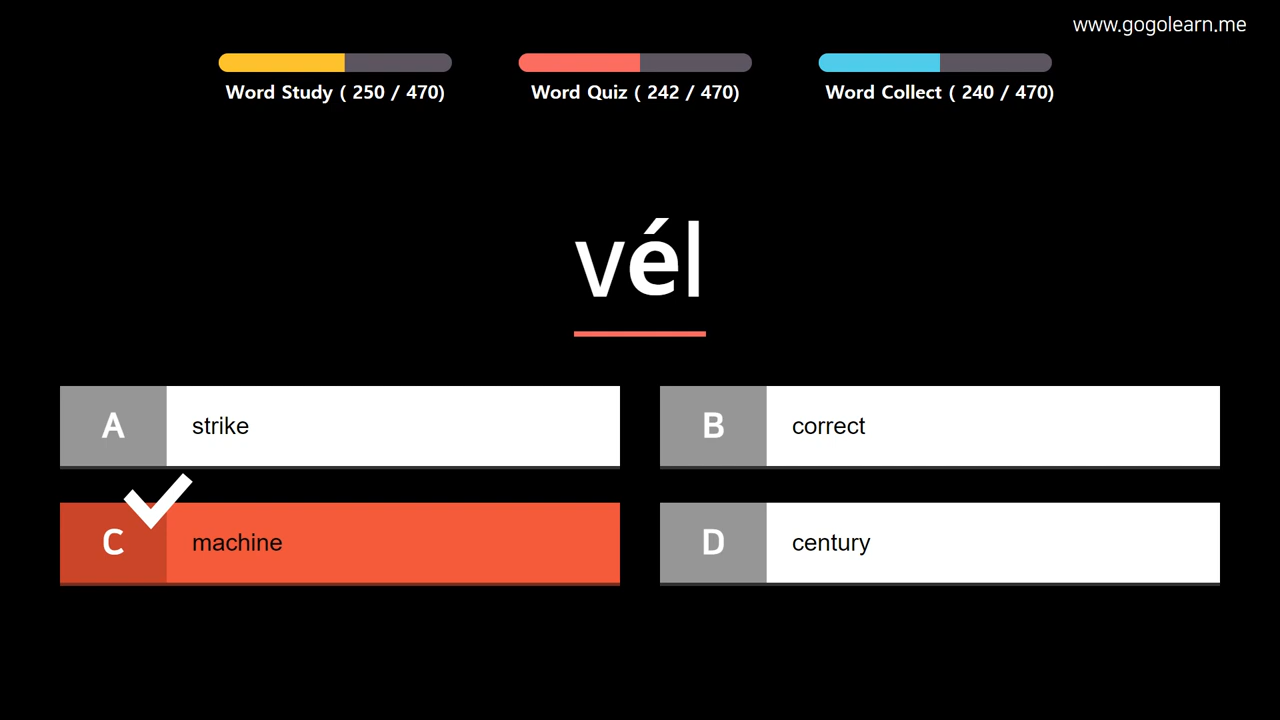 www.gogolearn.me
Word Study ( 250 / 470)
Word Quiz ( 242 / 470)
Word Collect ( 240 / 470)
vél
A strike
B correct
C machine
D century